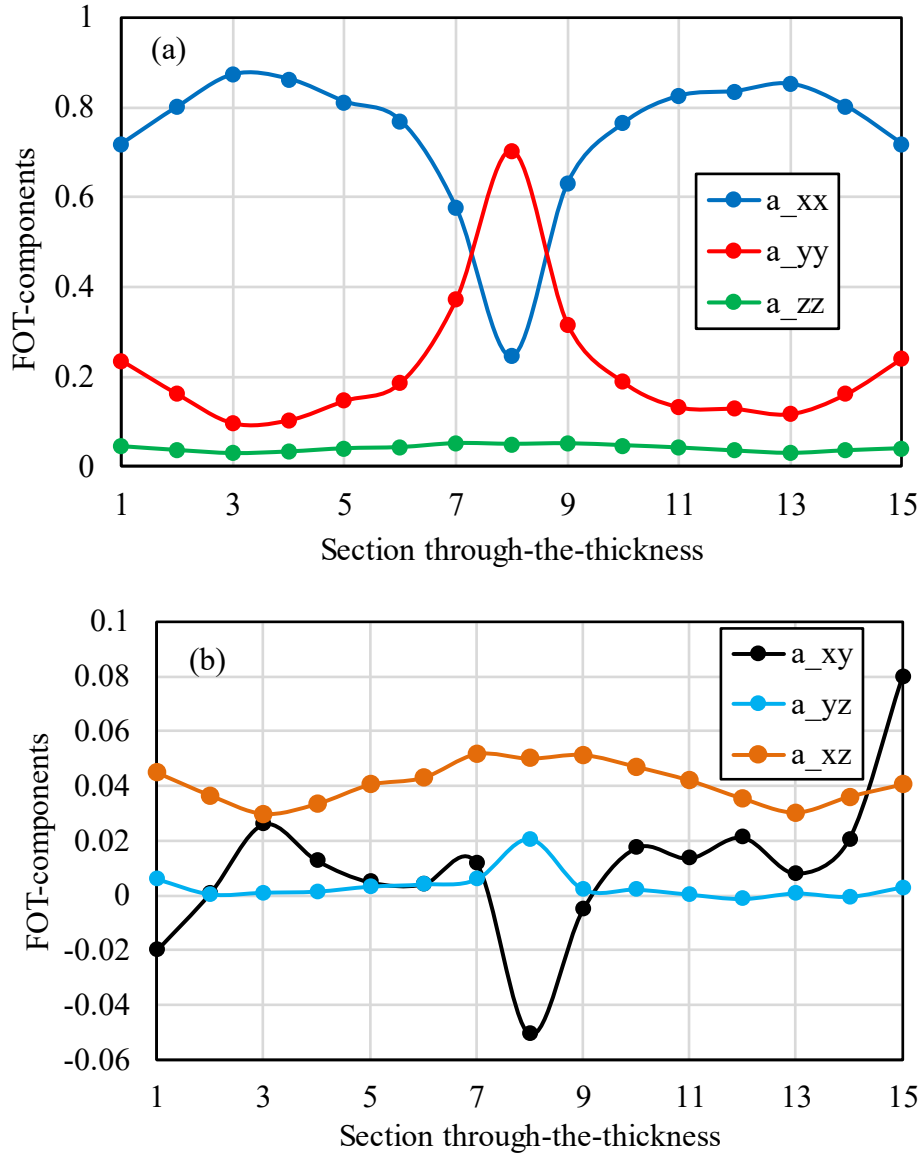 (a)
1
0.8
0.6
0.4
0.2
0
FOT-components
a_xx
a_yy
a_zz
1 3 5 7 9 11 13 15
Section through-the-thickness
(b)
0.1
0.08
0.06
0.04
0.02
0
-0.02
-0.04
-0.06
FOT-components
a_xy
a_yz
a_xz
1 3 5 7 9 11 13 15
Section through-the-thickness